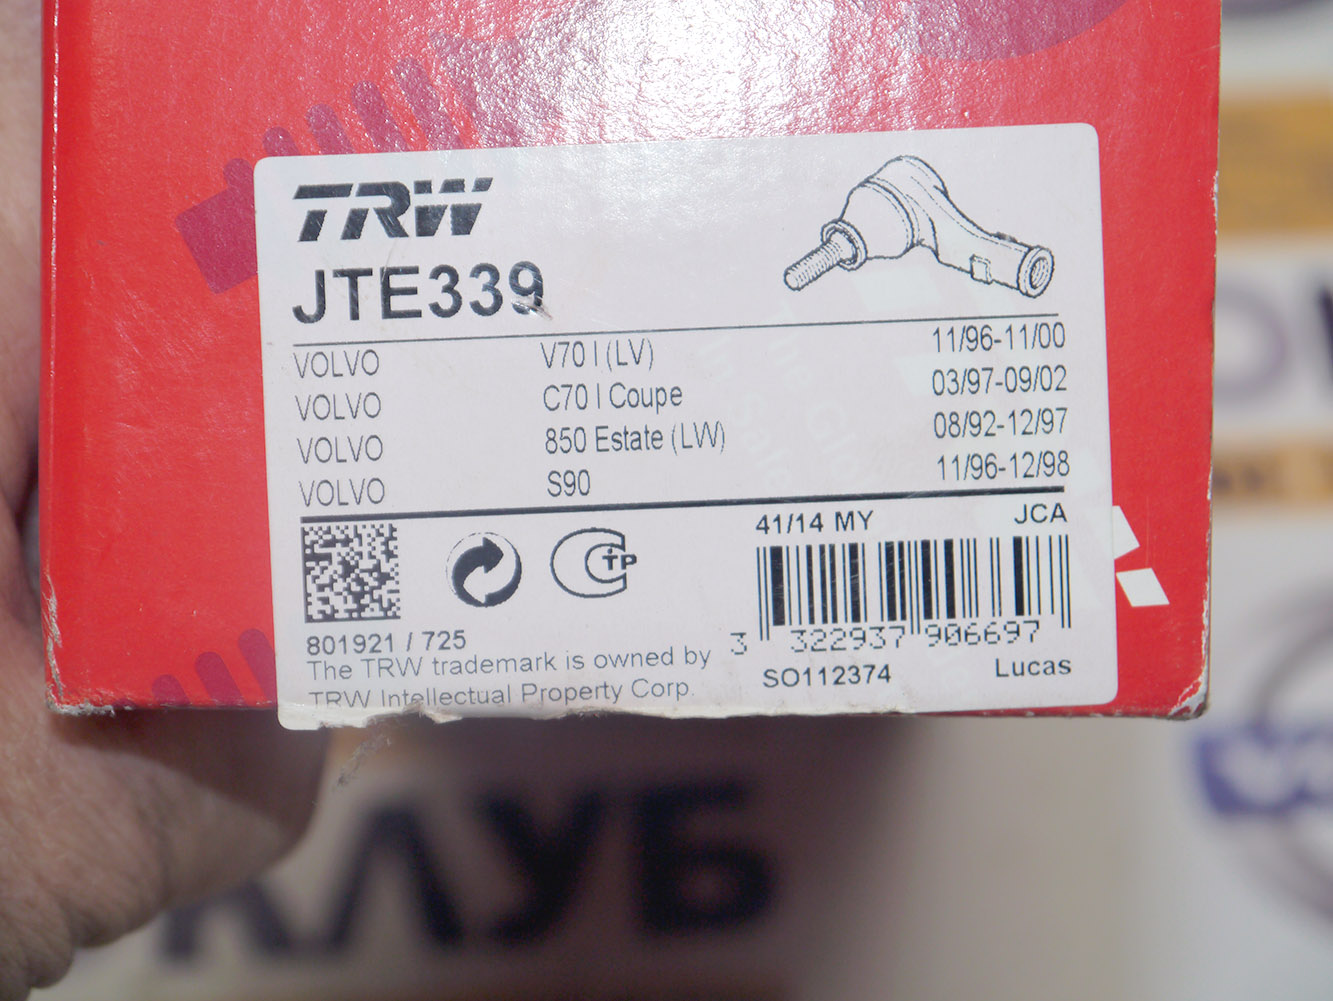 TRW
JTE339
VOLVO V70 I (LV) 11/96-11/00
VOLVO C70 I Coupe 03/97-09/02
VOLVO 850 Estate (LW) 08/92-12/97
VOLVO S90 11/96-12/98
41/14 MY JCA
СТР
801921 / 725
3 322937 906697
The TRW trademark is owned by
TRW Intellectual Property Corp.
SO112374 Lucas
КЛУБ